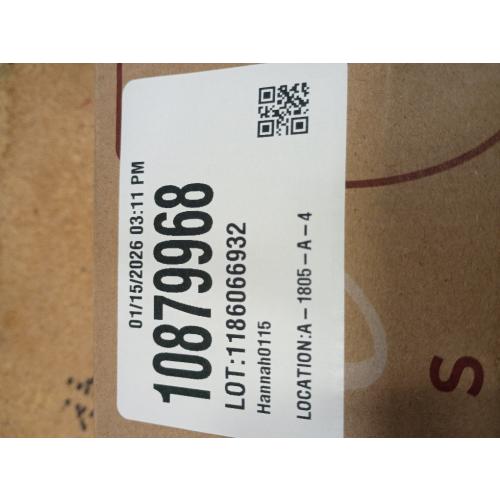 01/15/2026 03:11 PM
10879968
LOT:1186066932
Hannah0115
LOCATION:A-1805-A-4
S